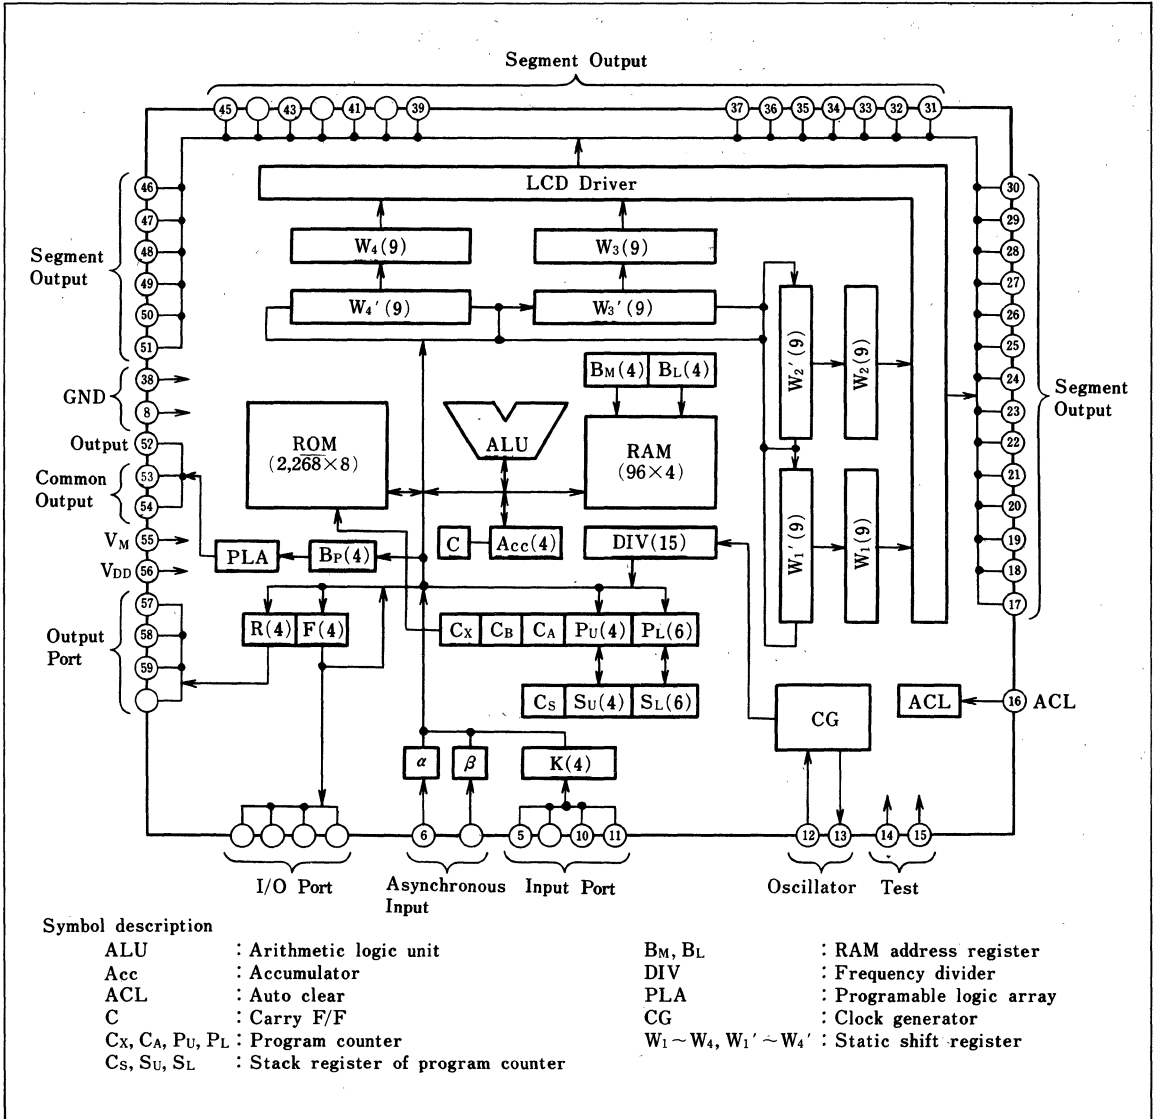 Segment Output
45 43 41 39 37 36 35 34 33 32 31
LCD Driver
46 30
47 29
48 28
49 27
50 26
51 25
Segment
Output
W4(9) W3(9)
W4'(9) W3'(9)
W2'(9) W2(9)
38 24
8 23
GND
Segment
Output
BM(4) BL(4)
ROM
(2,268×8)
ALU
RAM
(96×4)
Output 52 22
53 21
Common
Output
54 20
VM 55 19
VDD 56 18
57 17
C Acc(4) DIV(15)
PLA BP(4)
W1'(9) W1(9)
Output
Port
58
59
R(4) F(4)
CX CB CA PU(4) PL(6)
CS SU(4) SL(6)
CG
ACL 16 ACL
α β K(4)
6 5 10 11 12 13 14 15
I/O Port Asynchronous
Input Input Port Oscillator Test
Symbol description
ALU : Arithmetic logic unit
Acc : Accumulator
ACL : Auto clear
C : Carry F/F
CX, CA, PU, PL : Program counter
CS, SU, SL : Stack register of program counter
BM, BL : RAM address register
DIV : Frequency divider
PLA : Programable logic array
CG : Clock generator
W1~W4, W1'~W4' : Static shift register